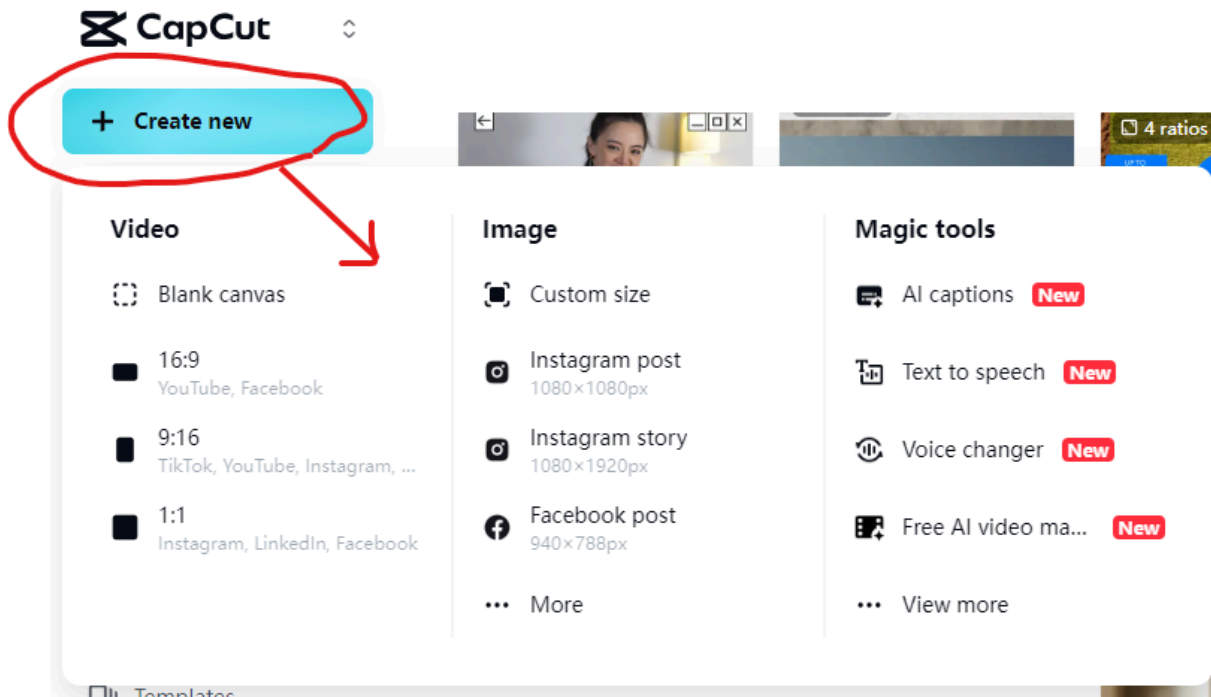 CapCut
Create new
4 ratios
UP TO
Video
Blank canvas
16:9
YouTube, Facebook
9:16
TikTok, YouTube, Instagram, ...
1:1
Instagram, LinkedIn, Facebook
Image
Custom size
Instagram post
1080×1080px
Instagram story
1080×1920px
Facebook post
940×788px
More
Magic tools
AI captions New
Text to speech New
Voice changer New
Free AI video ma... New
View more
Templates